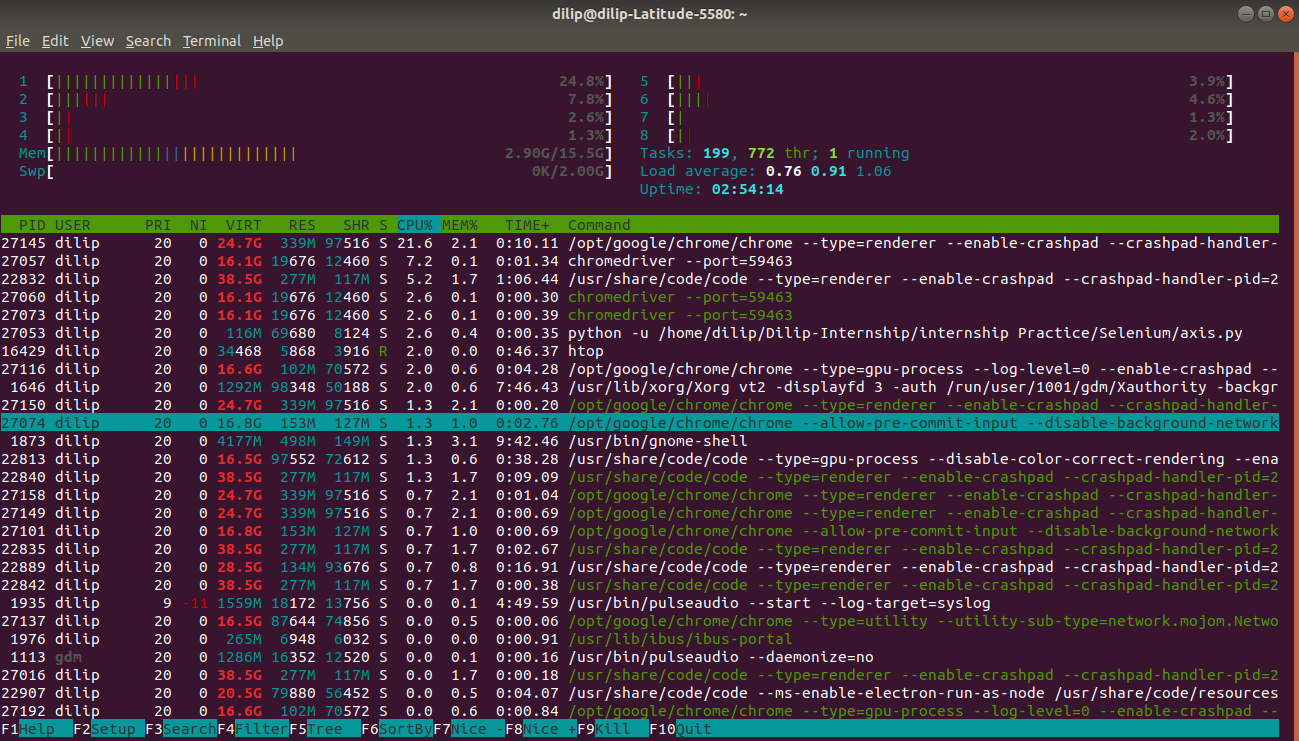 dilip@dilip-Latitude-5580: ~
File Edit View Search Terminal Help
1 [|||||||||||||||| 24.8%] 5 [||| 3.9%]
2 [|||||| 7.8%] 6 [|||| 4.6%]
3 [|| 2.6%] 7 [| 1.3%]
4 [|| 1.3%] 8 [|| 2.0%]
Mem[||||||||||||||||||||||||||| 2.90G/15.5G] Tasks: 199, 772 thr; 1 running
Swp[ 0K/2.00G] Load average: 0.76 0.91 1.06
Uptime: 02:54:14
PID USER PRI NI VIRT RES SHR S CPU% MEM% TIME+ Command
27145 dilip 20 0 24.7G 339M 97516 S 21.6 2.1 0:10.11 /opt/google/chrome/chrome --type=renderer --enable-crashpad --crashpad-handler-
27057 dilip 20 0 16.1G 19676 12460 S 7.2 0.1 0:01.34 chromedriver --port=59463
22832 dilip 20 0 38.5G 277M 117M S 5.2 1.7 1:06.44 /usr/share/code/code --type=renderer --enable-crashpad --crashpad-handler-pid=2
27060 dilip 20 0 16.1G 19676 12460 S 2.6 0.1 0:00.30 chromedriver --port=59463
27073 dilip 20 0 16.1G 19676 12460 S 2.6 0.1 0:00.39 chromedriver --port=59463
27053 dilip 20 0 116M 69680 8124 S 2.6 0.4 0:00.35 python -u /home/dilip/Dilip-Internship/internship Practice/Selenium/axis.py
16429 dilip 20 0 34468 5868 3916 R 2.0 0.0 0:46.37 htop
27116 dilip 20 0 16.6G 102M 70572 S 2.0 0.6 0:04.28 /opt/google/chrome/chrome --type=gpu-process --log-level=0 --enable-crashpad --
1646 dilip 20 0 1292M 98348 50188 S 2.0 0.6 7:46.43 /usr/lib/xorg/Xorg vt2 -displayfd 3 -auth /run/user/1001/gdm/Xauthority -backgr
27150 dilip 20 0 24.7G 339M 97516 S 1.3 2.1 0:00.20 /opt/google/chrome/chrome --type=renderer --enable-crashpad --crashpad-handler-
27074 dilip 20 0 16.8G 153M 127M S 1.3 1.0 0:02.76 /opt/google/chrome/chrome --allow-pre-commit-input --disable-background-network
1873 dilip 20 0 4177M 498M 149M S 1.3 3.1 9:42.46 /usr/bin/gnome-shell
22813 dilip 20 0 16.5G 97552 72612 S 1.3 0.6 0:38.28 /usr/share/code/code --type=gpu-process --disable-color-correct-rendering --ena
22840 dilip 20 0 38.5G 277M 117M S 1.3 1.7 0:09.09 /usr/share/code/code --type=renderer --enable-crashpad --crashpad-handler-pid=2
27158 dilip 20 0 24.7G 339M 97516 S 0.7 2.1 0:01.04 /opt/google/chrome/chrome --type=renderer --enable-crashpad --crashpad-handler-
27149 dilip 20 0 24.7G 339M 97516 S 0.7 2.1 0:00.69 /opt/google/chrome/chrome --type=renderer --enable-crashpad --crashpad-handler-
27101 dilip 20 0 16.8G 153M 127M S 0.7 1.0 0:00.69 /opt/google/chrome/chrome --allow-pre-commit-input --disable-background-network
22835 dilip 20 0 38.5G 277M 117M S 0.7 1.7 0:02.67 /usr/share/code/code --type=renderer --enable-crashpad --crashpad-handler-pid=2
22889 dilip 20 0 28.5G 134M 93676 S 0.7 0.8 0:16.91 /usr/share/code/code --type=renderer --enable-crashpad --crashpad-handler-pid=2
22842 dilip 20 0 38.5G 277M 117M S 0.7 1.7 0:00.38 /usr/share/code/code --type=renderer --enable-crashpad --crashpad-handler-pid=2
1935 dilip 9 -11 1559M 18172 13756 S 0.0 0.1 4:49.59 /usr/bin/pulseaudio --start --log-target=syslog
27137 dilip 20 0 16.5G 87644 74856 S 0.0 0.5 0:00.06 /opt/google/chrome/chrome --type=utility --utility-sub-type=network.mojom.Netwo
1976 dilip 20 0 265M 6948 6032 S 0.0 0.0 0:00.91 /usr/lib/ibus/ibus-portal
1113 gdm 20 0 1286M 16352 12520 S 0.0 0.1 0:00.16 /usr/bin/pulseaudio --daemonize=no
27016 dilip 20 0 38.5G 277M 117M S 0.0 1.7 0:00.18 /usr/share/code/code --type=renderer --enable-crashpad --crashpad-handler-pid=2
22907 dilip 20 0 20.5G 79880 56452 S 0.0 0.5 0:04.07 /usr/share/code/code --ms-enable-electron-run-as-node /usr/share/code/resources
27192 dilip 20 0 16.6G 102M 70572 S 0.0 0.6 0:00.84 /opt/google/chrome/chrome --type=gpu-process --log-level=0 --enable-crashpad --
F1Help F2Setup F3SearchF4FilterF5Tree F6SortByF7Nice -F8Nice +F9Kill F10Quit